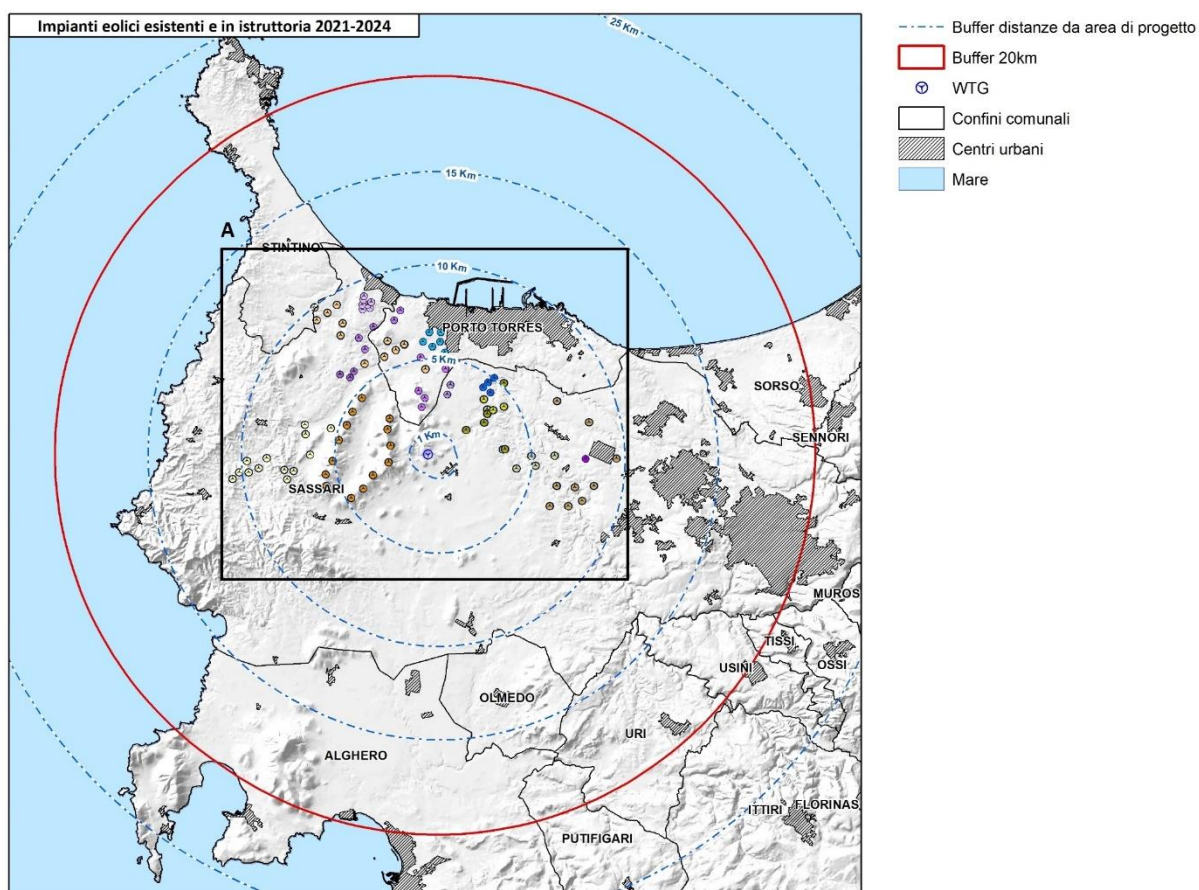 Impianti eolici esistenti e in istruttoria 2021-2024
25 Km
15 Km
A
STINTINO
10 Km
PORTO TORRES
5 Km
SORSO
SENNORI
1 Km
SASSARI
MUROS
TISSI
OSSI
USINI
OLMEDO
URI
ALGHERO
ITTIRI
FLORINAS
PUTIFIGARI
Buffer distanze da area di progetto
Buffer 20km
WTG
Confini comunali
Centri urbani
Mare